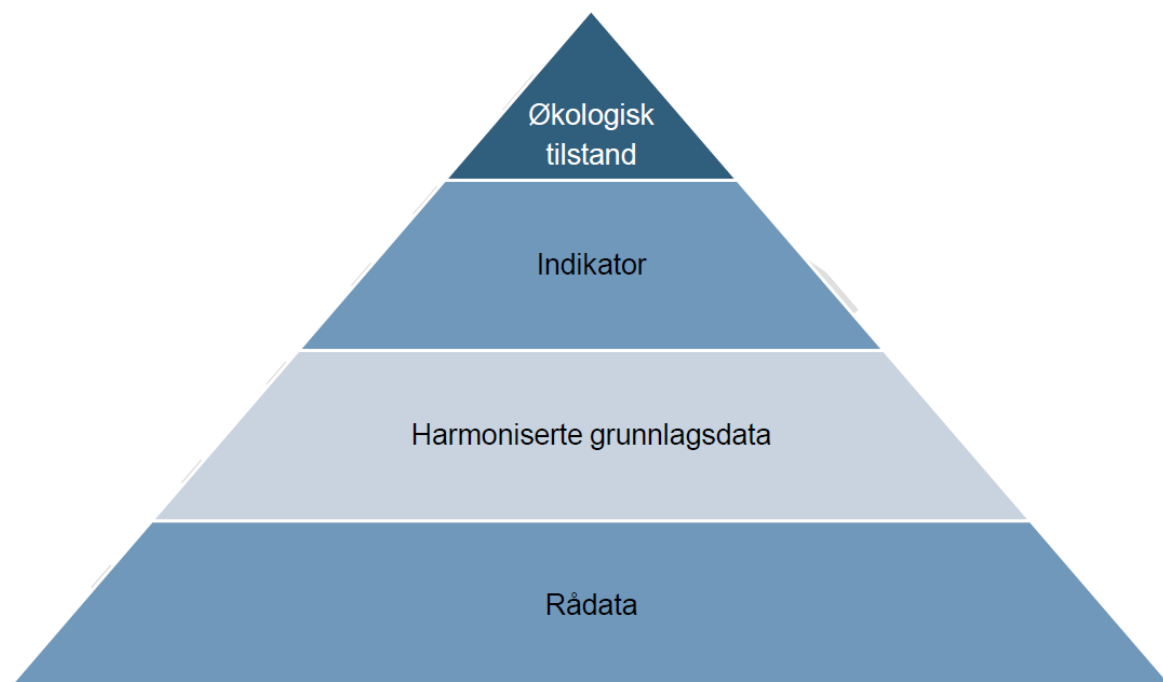 Økologisk
tilstand
Indikator
Harmoniserte grunnlagsdata
Rådata